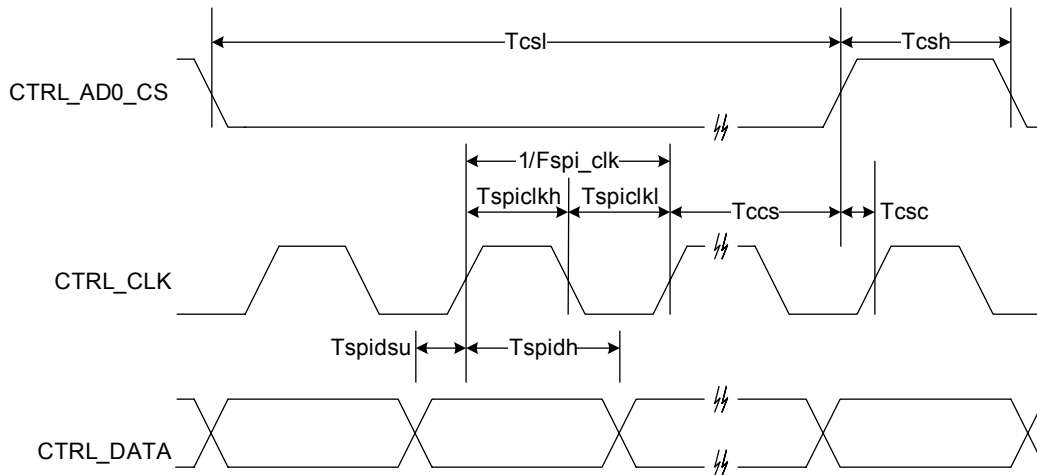 Tcsl
Tcsh
CTRL_AD0_CS
1/Fspi_clk
Tspiclkh
Tspiclkl
Tccs
Tcsc
CTRL_CLK
Tspidsu
Tspidh
CTRL_DATA